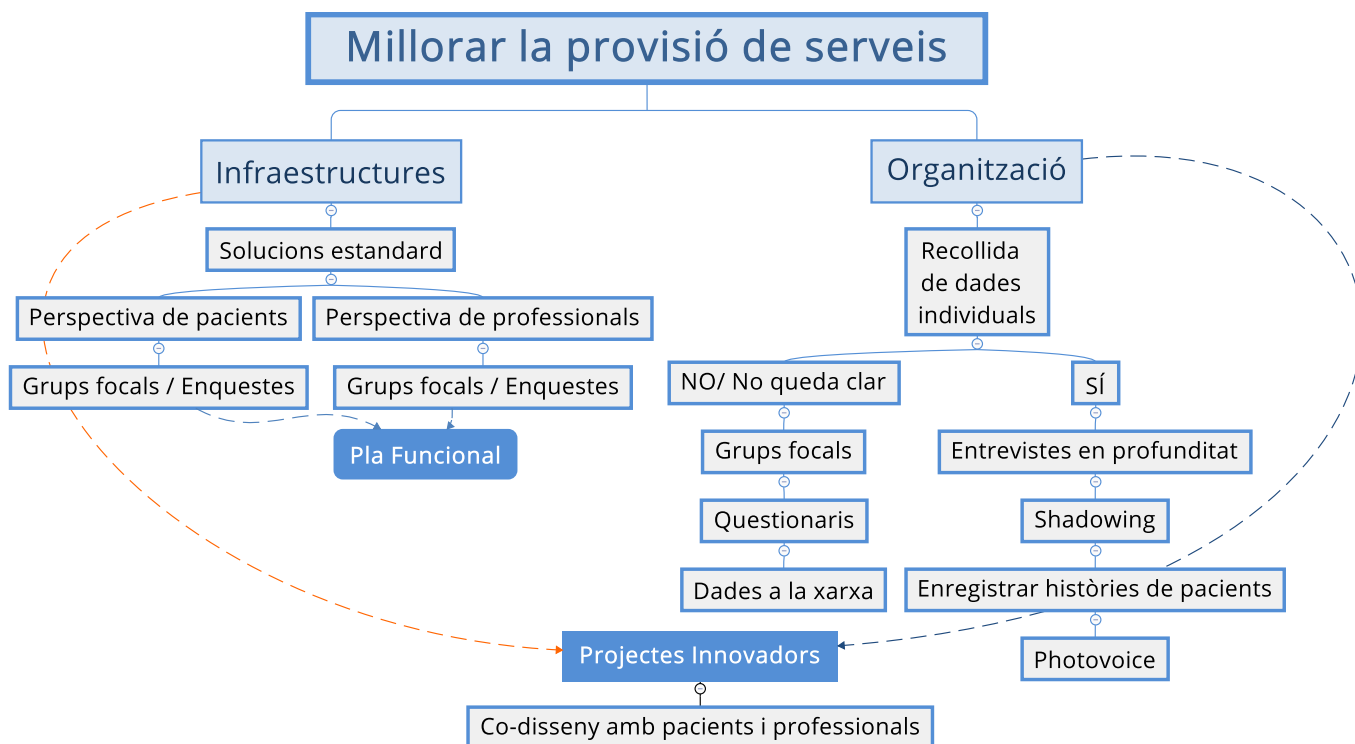 Millorar la provisió de serveis
Infraestructures
Organització
Solucions estandard
Recollida
de dades
individuals
Perspectiva de pacients
Perspectiva de professionals
Grups focals / Enquestes
Grups focals / Enquestes
Pla Funcional
NO/ No queda clar
SÍ
Grups focals
Entrevistes en profunditat
Questionaris
Shadowing
Dades a la xarxa
Enregistrar històries de pacients
Photovoice
Projectes Innovadors
Co-disseny amb pacients i professionals